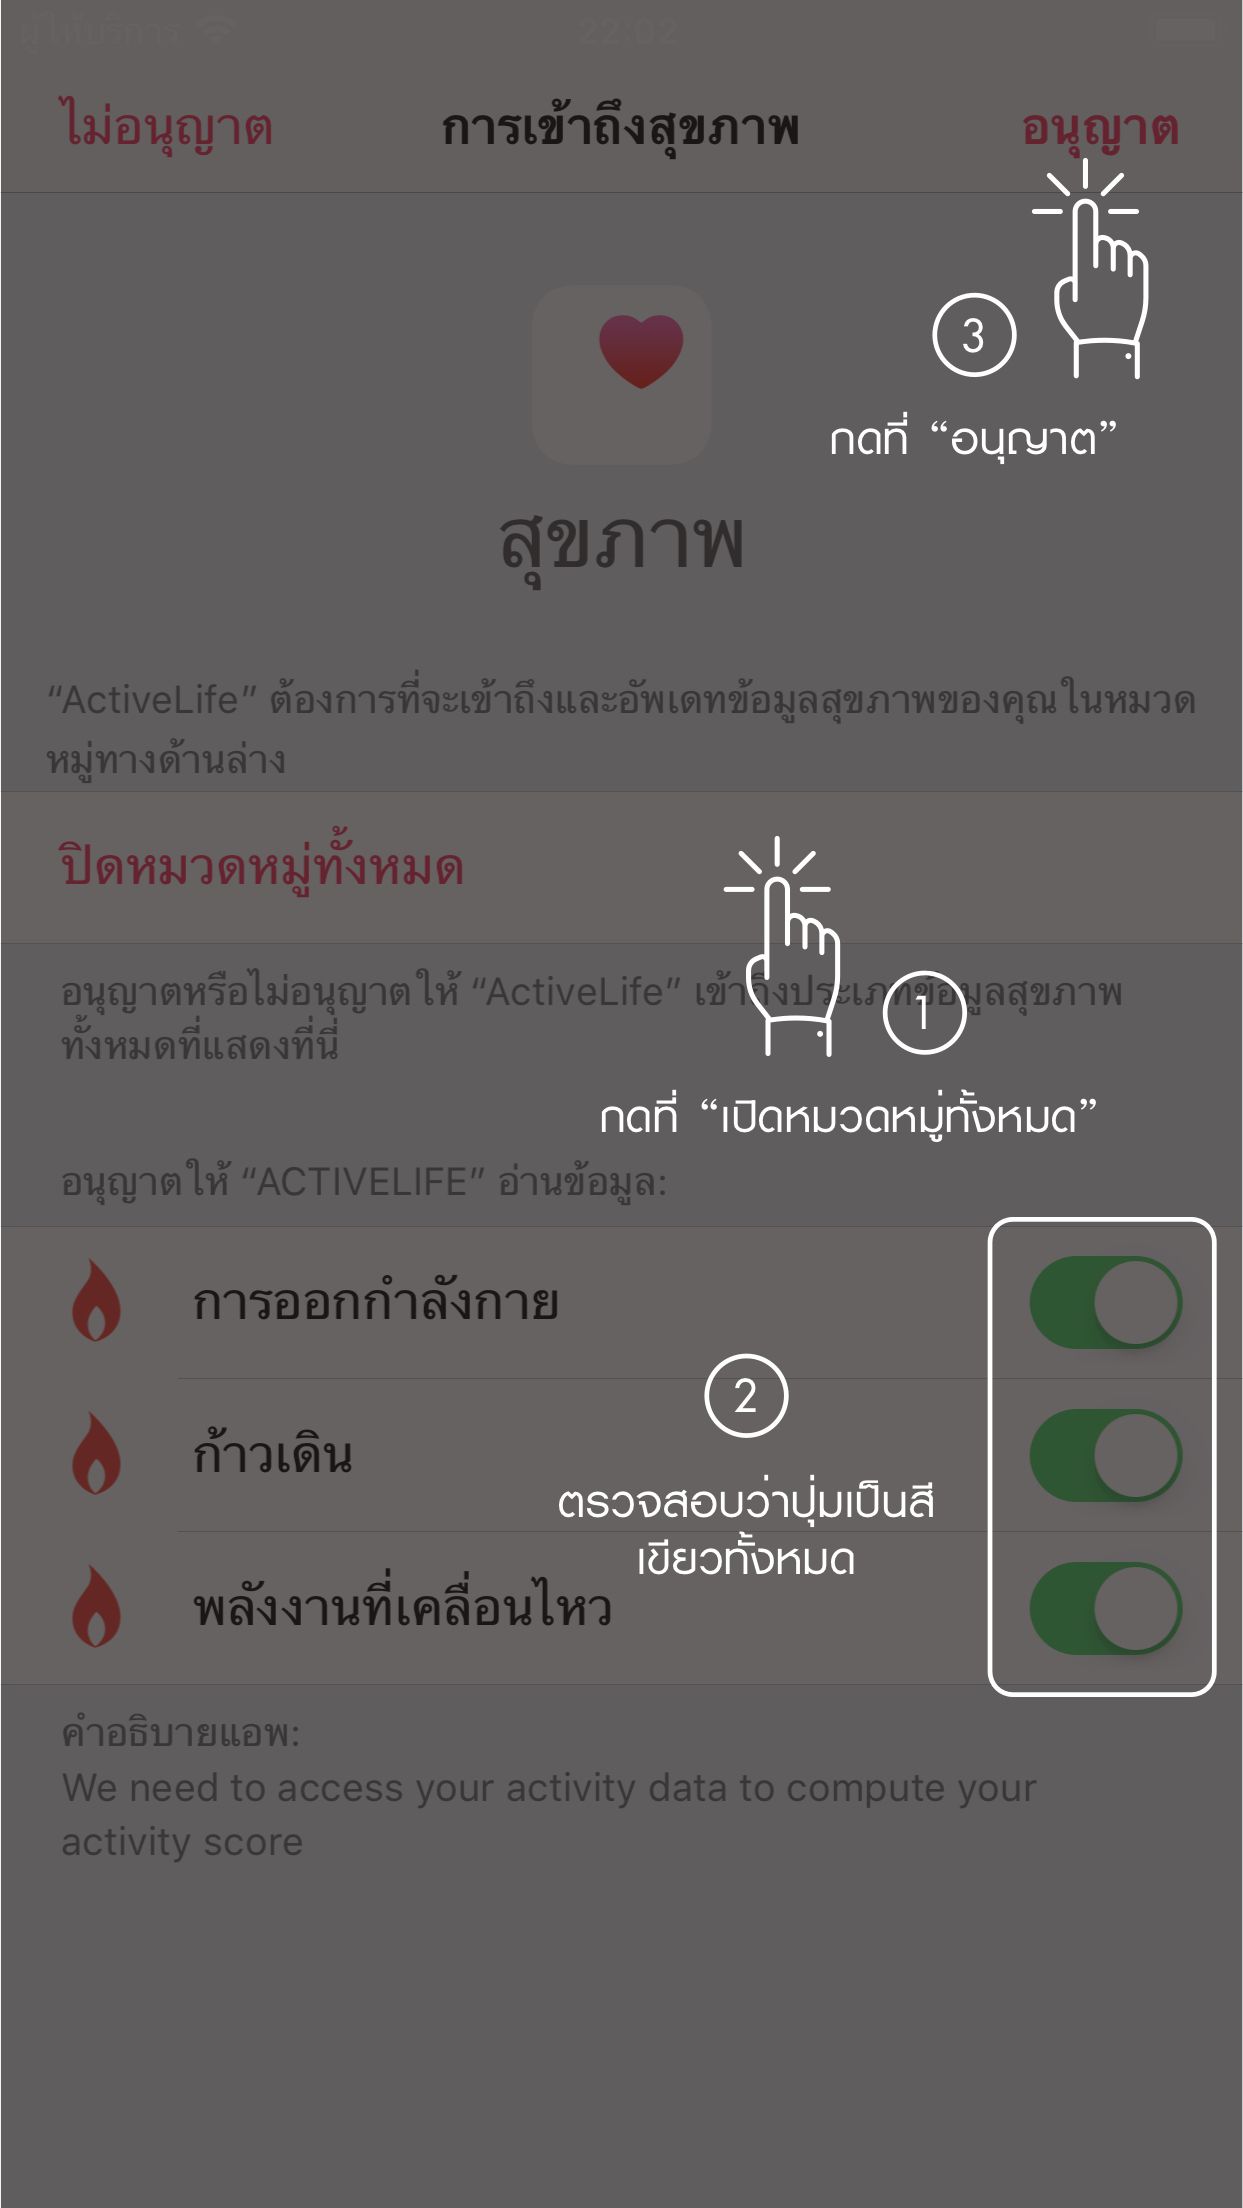 ผู้ให้บริการ 22:02
ไม่อนุญาต การเข้าถึงสุขภาพ อนุญาต
3
กดที่ “อนุญาต”
สุขภาพ
“ActiveLife” ต้องการที่จะเข้าถึงและอัพเดทข้อมูลสุขภาพของคุณในหมวด
หมู่ทางด้านล่าง
ปิดหมวดหมู่ทั้งหมด
อนุญาตหรือไม่อนุญาตให้ “ActiveLife” เข้าถึงประเภทข้อมูลสุขภาพ
ทั้งหมดที่แสดงที่นี่
1
กดที่ “เปิดหมวดหมู่ทั้งหมด”
อนุญาตให้ “ACTIVELIFE” อ่านข้อมูล:
การออกกำลังกาย
2
ก้าวเดิน
ตรวจสอบว่าปุ่มเป็นสี
เขียวทั้งหมด
พลังงานที่เคลื่อนไหว
คำอธิบายแอพ:
We need to access your activity data to compute your
activity score